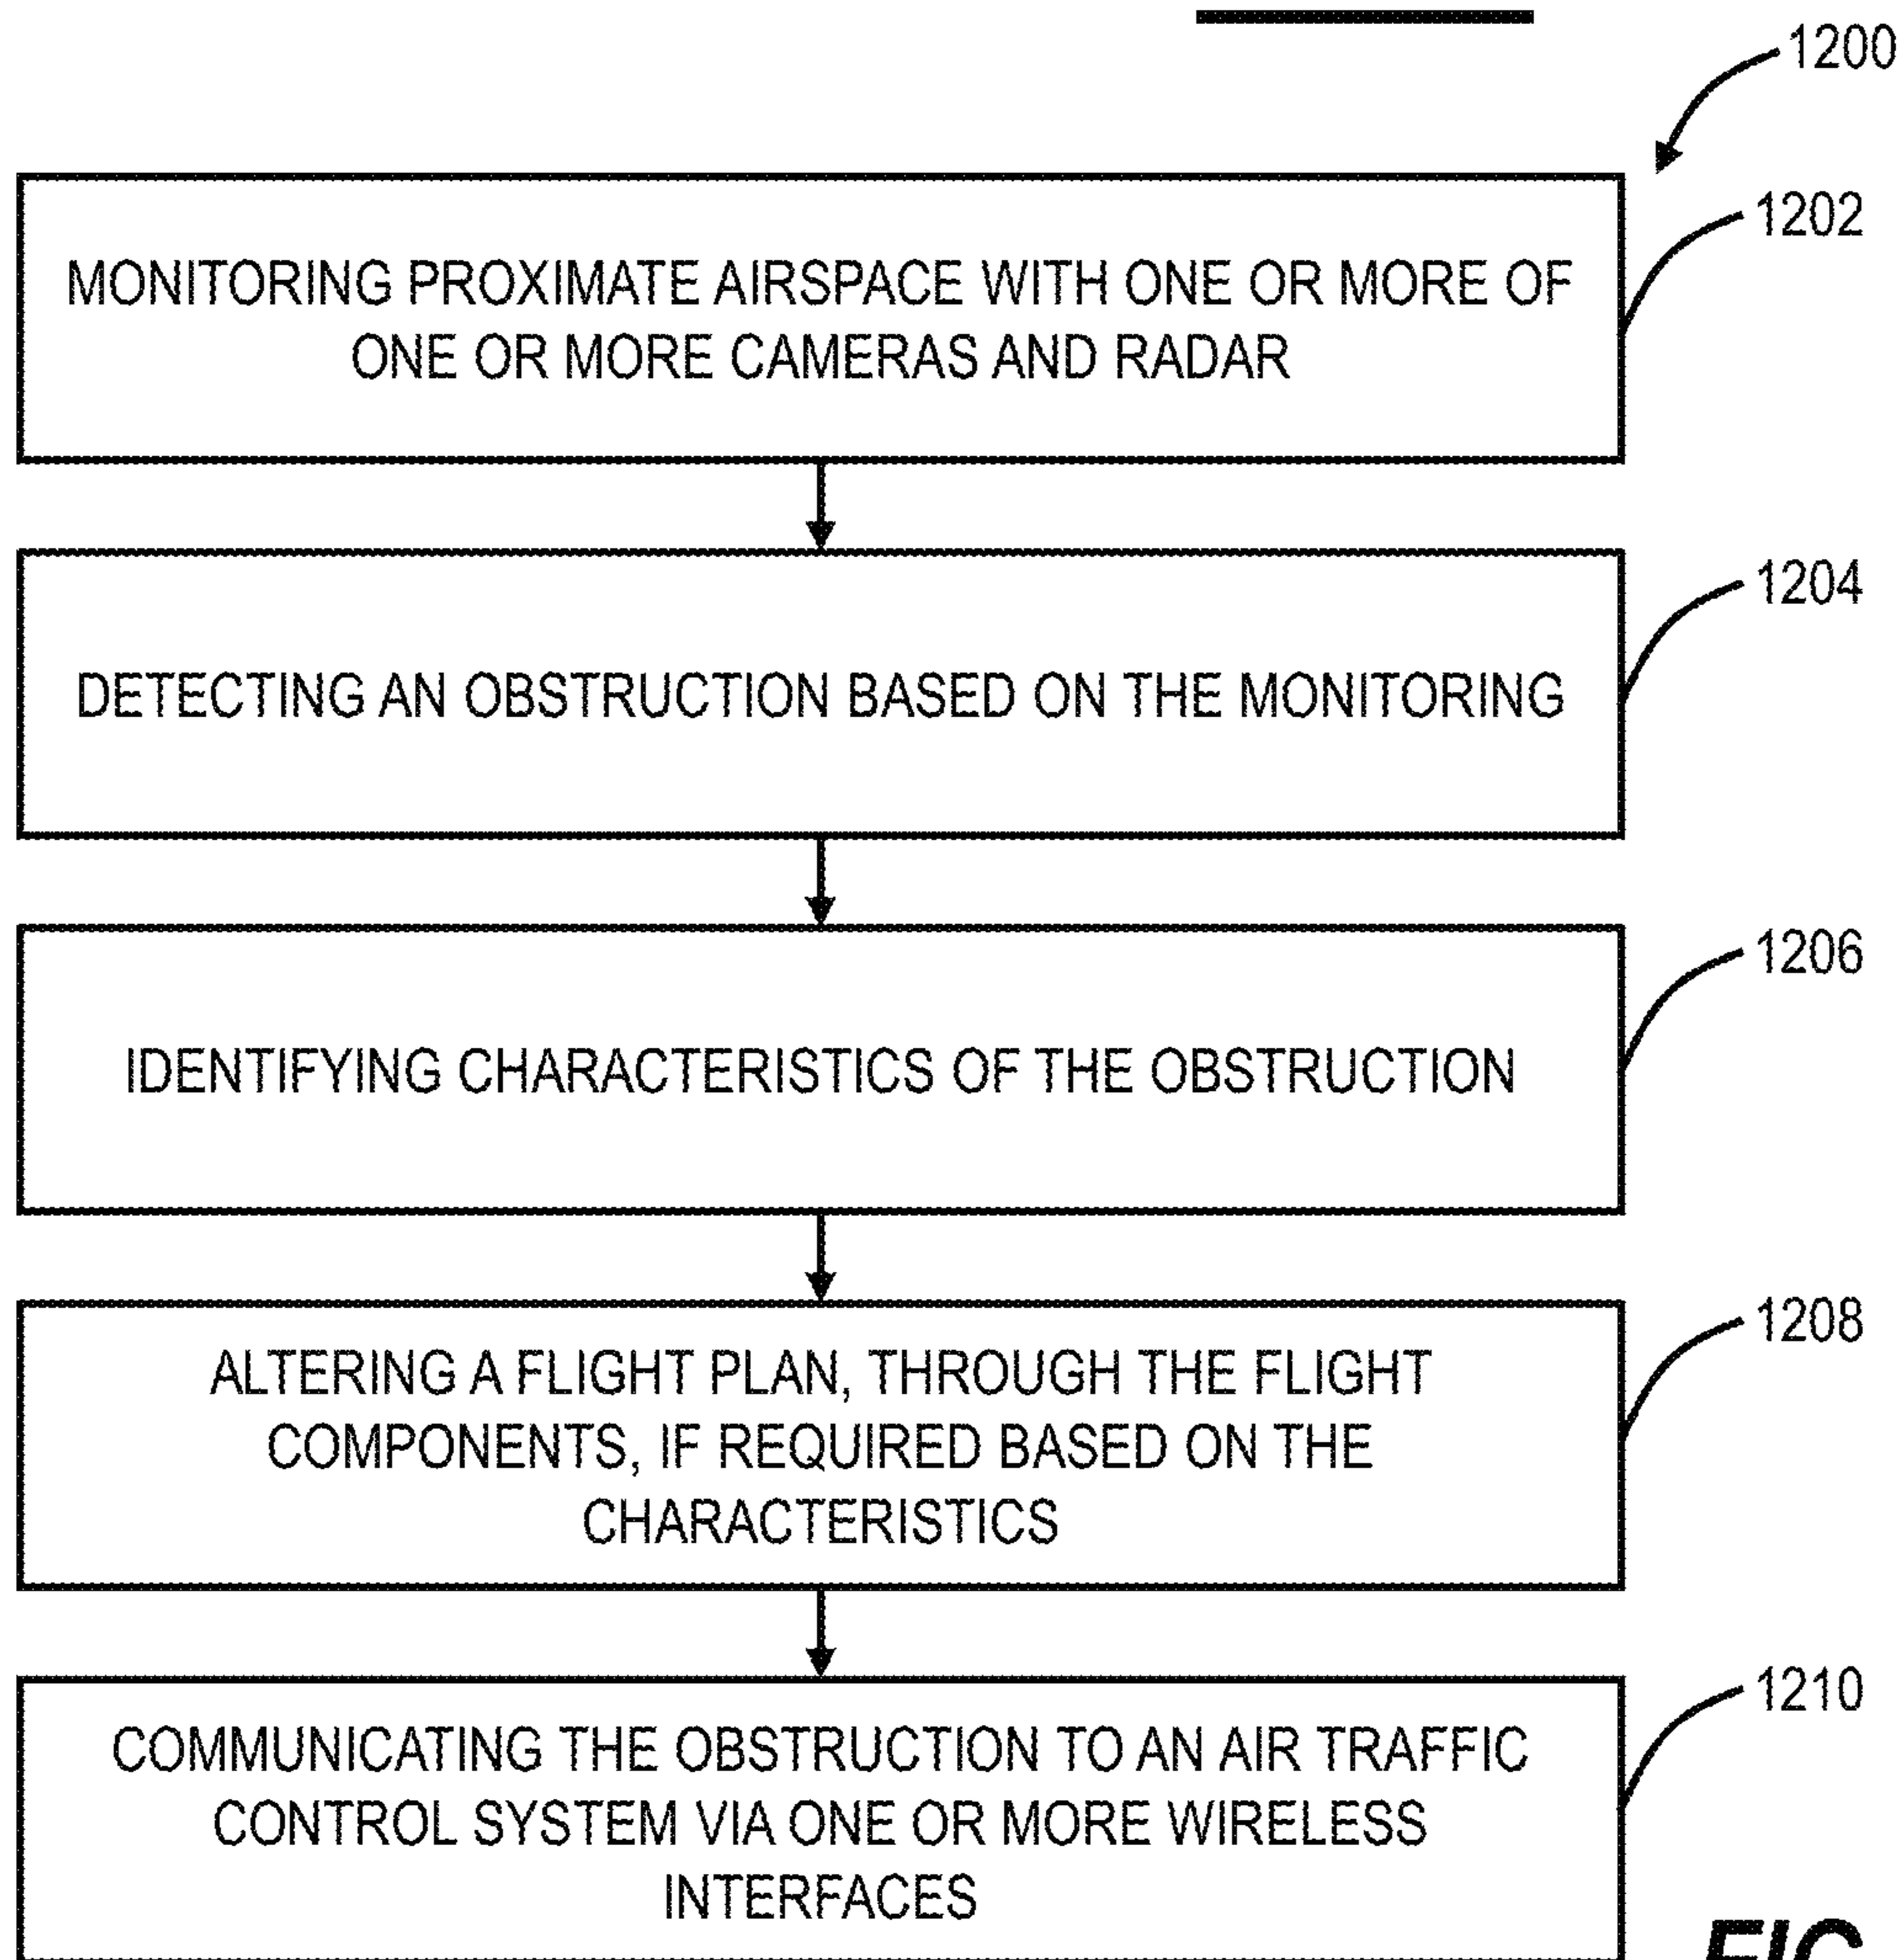 1200
MONITORING PROXIMATE AIRSPACE WITH ONE OR MORE OF
ONE OR MORE CAMERAS AND RADAR
1202
DETECTING AN OBSTRUCTION BASED ON THE MONITORING
1204
IDENTIFYING CHARACTERISTICS OF THE OBSTRUCTION
1206
ALTERING A FLIGHT PLAN, THROUGH THE FLIGHT
COMPONENTS, IF REQUIRED BASED ON THE
CHARACTERISTICS
1208
COMMUNICATING THE OBSTRUCTION TO AN AIR TRAFFIC
CONTROL SYSTEM VIA ONE OR MORE WIRELESS
INTERFACES
1210